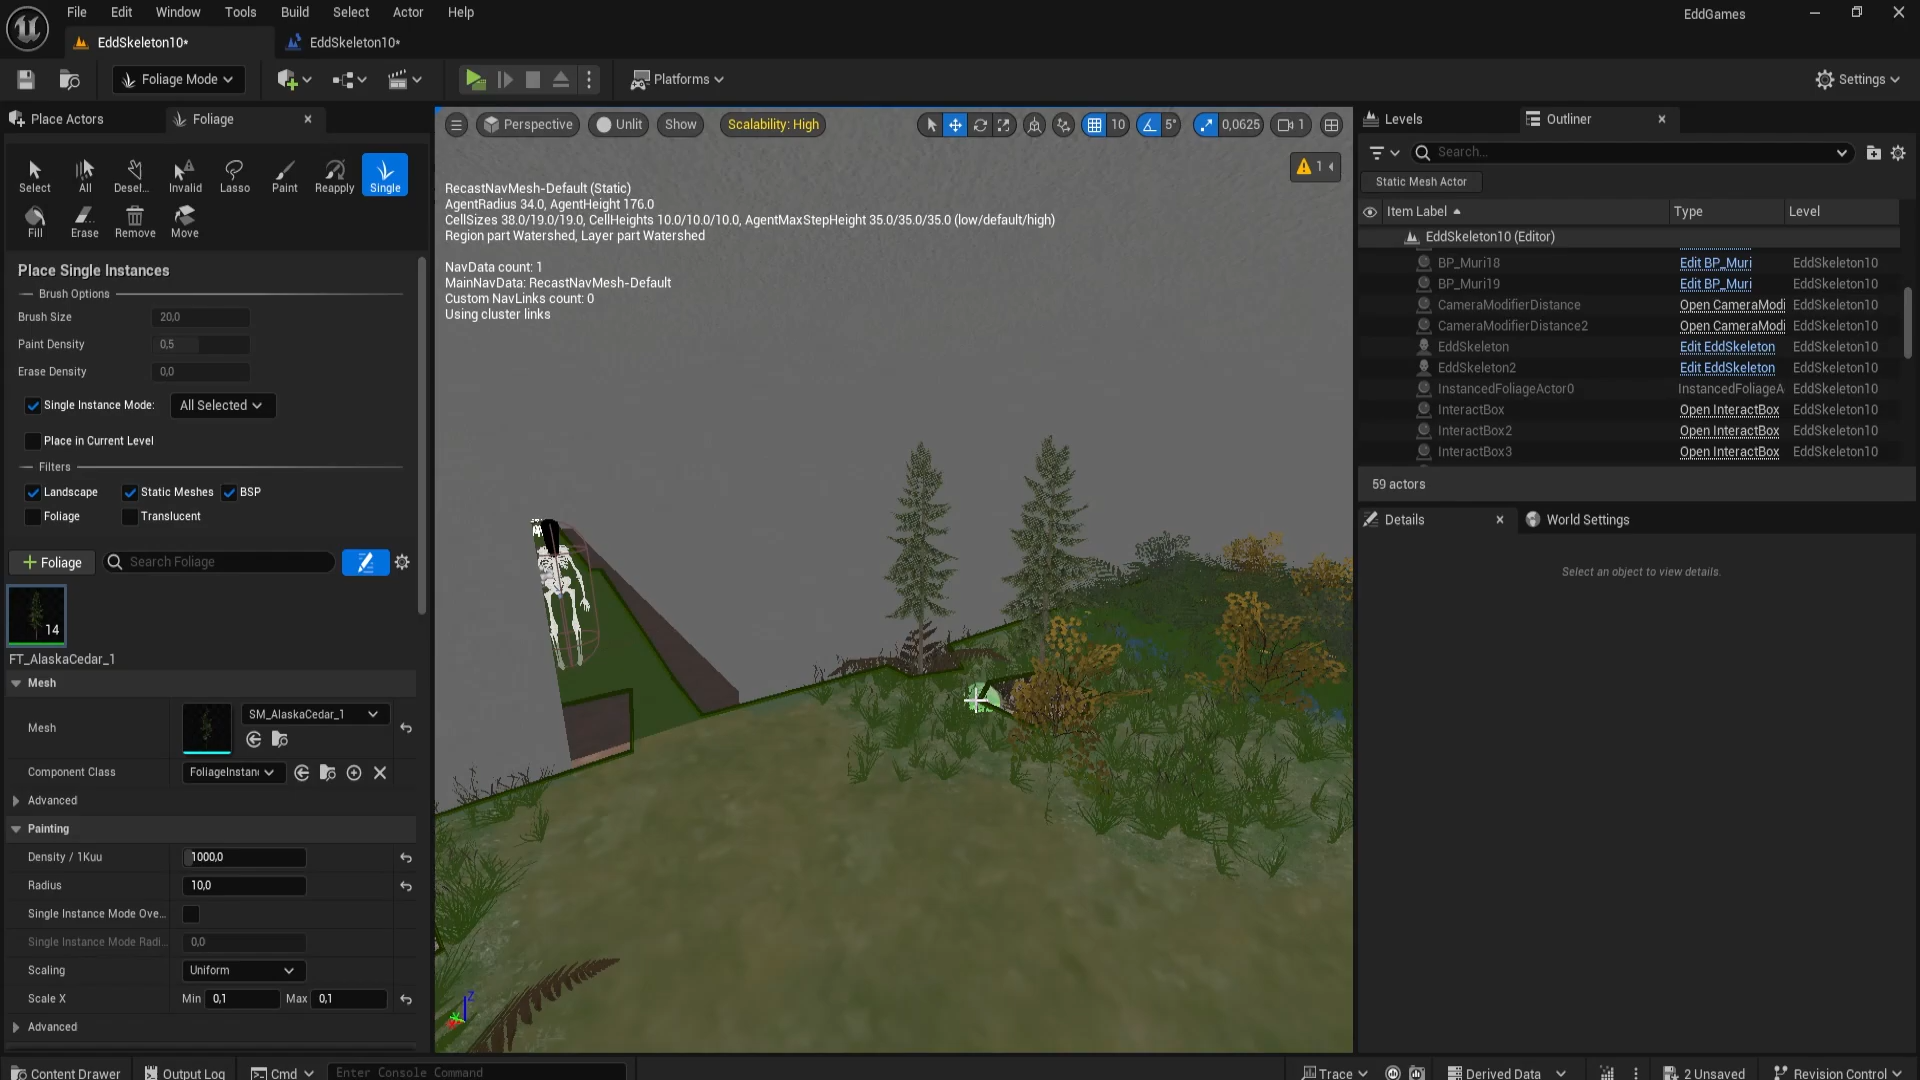 File Edit Window Tools Build Select Actor Help
EddGames
EddSkeleton10*
EddSkeleton10*
Foliage Mode
Platforms
Settings
Place Actors
Foliage
Select All Desel... Invalid Lasso Paint Reapply Single
Fill Erase Remove Move
Place Single Instances
Brush Options
Brush Size 20,0
Paint Density 0,5
Erase Density 0,0
Single Instance Mode: All Selected
Place in Current Level
Filters
Landscape Static Meshes BSP
Foliage Translucent
+ Foliage Search Foliage
14
FT_AlaskaCedar_1
Mesh
Mesh SM_AlaskaCedar_1
Component Class FoliageInstan
Advanced
Painting
Density / 1Kuu 1000,0
Radius 10,0
Single Instance Mode Ove...
Single Instance Mode Radi... 0,0
Scaling Uniform
Scale X Min 0,1 Max 0,1
Advanced
Perspective Unlit Show Scalability: High 10 5° 0,0625 1
1
RecastNavMesh-Default (Static)
AgentRadius 34.0, AgentHeight 176.0
CellSizes 38.0/19.0/19.0, CellHeights 10.0/10.0/10.0, AgentMaxStepHeight 35.0/35.0/35.0 (low/default/high)
Region part Watershed, Layer part Watershed
NavData count: 1
MainNavData: RecastNavMesh-Default
Custom NavLinks count: 0
Using cluster links
Z
Levels
Outliner
Search...
Static Mesh Actor
Item Label Type Level
EddSkeleton10 (Editor)
BP_Muri18 Edit BP_Muri EddSkeleton10
BP_Muri19 Edit BP_Muri EddSkeleton10
CameraModifierDistance Open CameraModi EddSkeleton10
CameraModifierDistance2 Open CameraModi EddSkeleton10
EddSkeleton Edit EddSkeleton EddSkeleton10
EddSkeleton2 Edit EddSkeleton EddSkeleton10
InstancedFoliageActor0 InstancedFoliageA EddSkeleton10
InteractBox Open InteractBox EddSkeleton10
InteractBox2 Open InteractBox EddSkeleton10
InteractBox3 Open InteractBox EddSkeleton10
59 actors
Details
World Settings
Select an object to view details.
Content Drawer Output Log Cmd Enter Console Command Trace Derived Data 2 Unsaved Revision Control